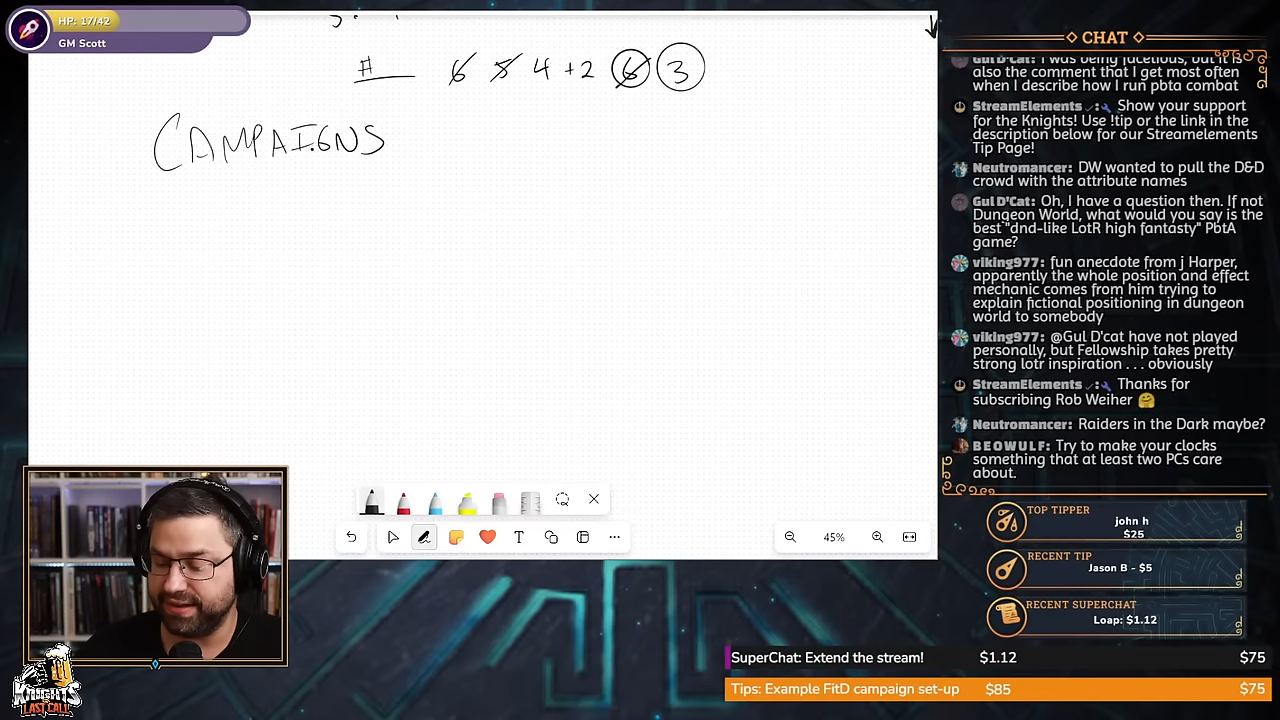 HP: 17/42
GM Scott
# 6 5 4 +2 6 3
CAMPAIGNS
CHAT
Gul D'Cat: I was being facetious, but it is
also the comment that I get most often
when I describe how I run pbta
combat
StreamElements: Show your support
for the Knights! Use !tip or the link in
the description below for our Streamelements
Tip Page!
Neutromancer: DW wanted to pull the D&D
crowd with the attribute names
Gul D'Cat: Oh, I have a question then. If not
Dungeon World, what would you say is the
best "dnd-like LotR high fantasty" PbtA
game?
viking977: fun anecdote from j Harper,
apparently the whole position and effect
mechanic comes from him trying to
explain fictional positioning in dungeon
world to somebody
viking977: @Gul D'cat have not played
personally, but Fellowship takes pretty
strong lotr inspiration . . . obviously
StreamElements: Thanks for
subscribing Rob Weiher
Neutromancer: Raiders in the Dark maybe?
BEOWULF: Try to make your clocks
something that at least two PCs care
about.
T
45%
TOP TIPPER
john h
$25
RECENT TIP
Jason B - $5
RECENT SUPERCHAT
Loap: $1.12
SuperChat: Extend the stream! $1.12 $75
Tips: Example FitD campaign set-up $85 $75
KNIGHTS
LAST CALL